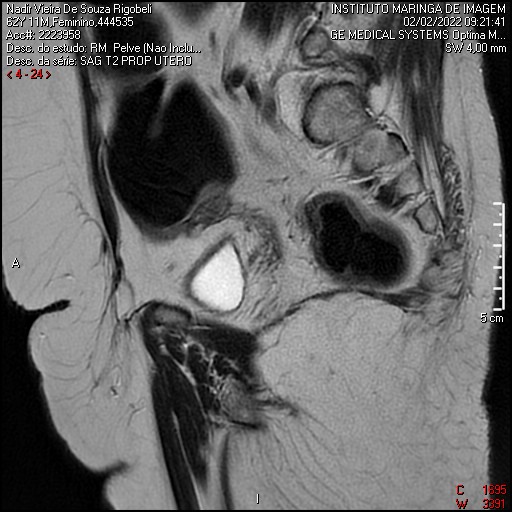 Nadir Vieira De Souza Rigobeli
62Y 11M,Feminino,444535
Acct#: 2223958
Desc. do estudo: RM Pelve (Nao Inclu...
Desc. da série: SAG T2 PROP UTERO
< 4 - 24 >
INSTITUTO MARINGA DE IMAGEM
02/02/2022 09:21:41
GE MEDICAL SYSTEMS Optima M...
SW 4,00 mm
A
5 cm
I
C 1695
W 3391